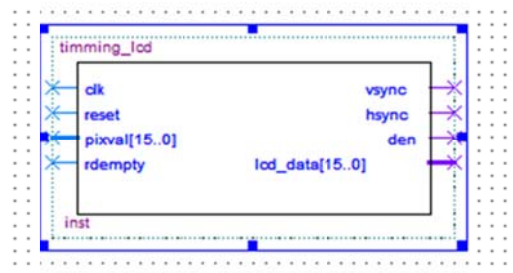 timming_lcd
clk vsync
reset hsync
pixval[15..0] den
rdempty lcd_data[15..0]
inst